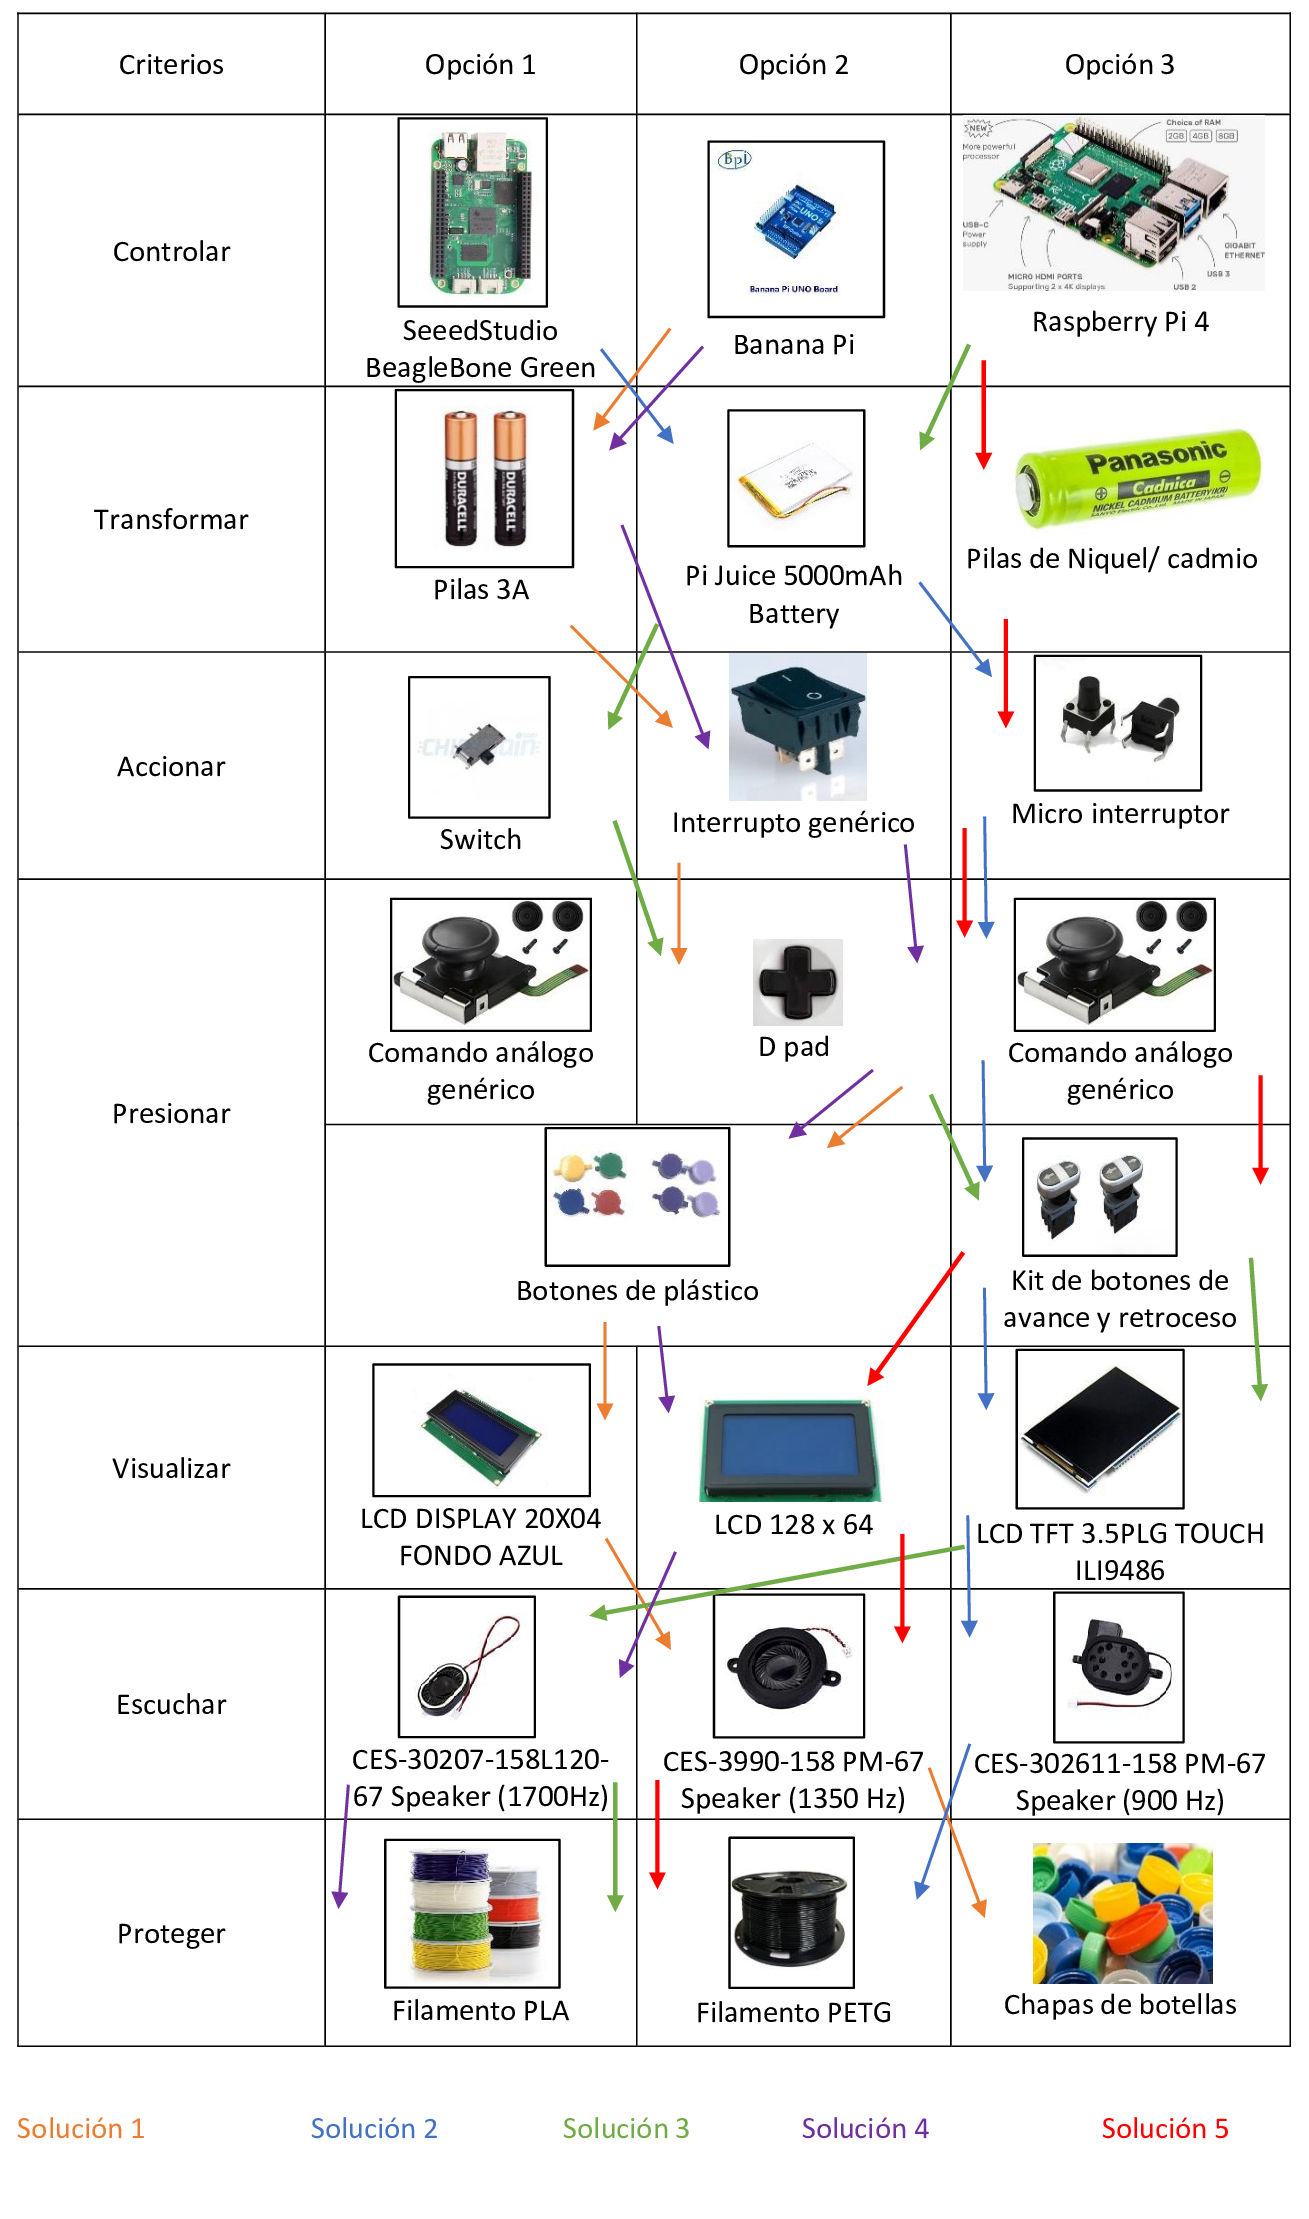 Criterios
Opción 1
Opción 2
Opción 3
Controlar
SeeedStudio
BeagleBone Green
Bpi
UNO
Banana Pi UNO Board
Banana Pi
NEW
More powerful
processor
Choice of RAM
2GB 4GB 8GB
USB-C
Power
supply
MICRO HDMI PORTS
Supporting 2 x 4K displays
GIGABIT
ETHERNET
USB 3
USB 2
Raspberry Pi 4
Transformar
DURACELL
DURACELL
Pilas 3A
Pi Juice 5000mAh
Battery
Panasonic
Cadnica
NICKEL CADMIUM BATTERY(KR)
Pilas de Niquel/ cadmio
Accionar
Switch
Interrupto genérico
Micro interruptor
Presionar
Comando análogo
genérico
D pad
Comando análogo
genérico
Botones de plástico
Kit de botones de
avance y retroceso
Visualizar
LCD DISPLAY 20X04
FONDO AZUL
LCD 128 x 64
LCD TFT 3.5PLG TOUCH
ILI9486
Escuchar
CES-30207-158L120-
67 Speaker (1700Hz)
CES-3990-158 PM-67
Speaker (1350 Hz)
CES-302611-158 PM-67
Speaker (900 Hz)
Proteger
Filamento PLA
Filamento PETG
Chapas de botellas
Solución 1
Solución 2
Solución 3
Solución 4
Solución 5